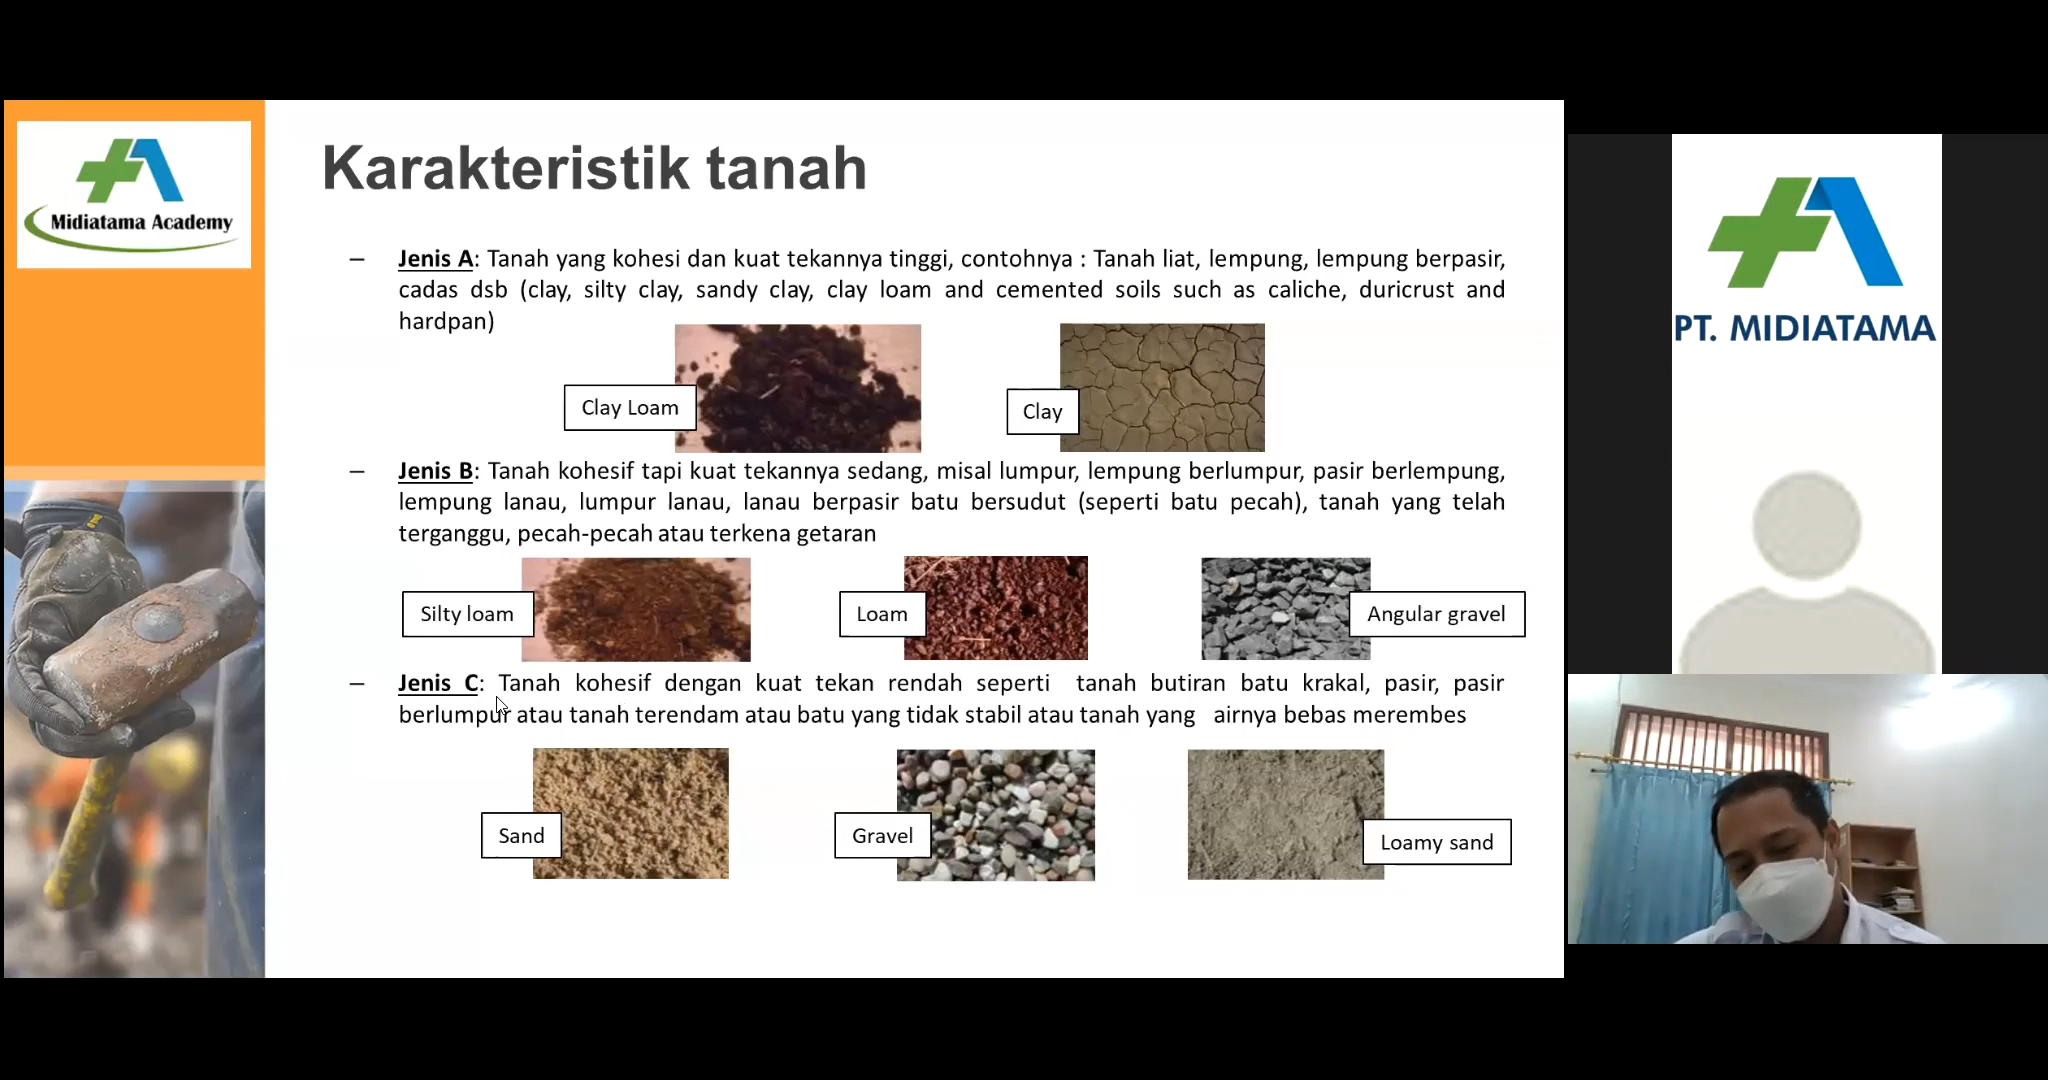 Midiatama Academy
Karakteristik tanah
– Jenis A: Tanah yang kohesi dan kuat tekannya tinggi, contohnya : Tanah liat, lempung, lempung berpasir,
cadas dsb (clay, silty clay, sandy clay, clay loam and cemented soils such as caliche, duricrust and
hardpan)
Clay Loam
Clay
– Jenis B: Tanah kohesif tapi kuat tekannya sedang, misal lumpur, lempung berlumpur, pasir berlempung,
lempung lanau, lumpur lanau, lanau berpasir batu bersudut (seperti batu pecah), tanah yang telah
terganggu, pecah-pecah atau terkena getaran
Silty loam
Loam
Angular gravel
– Jenis C: Tanah kohesif dengan kuat tekan rendah seperti tanah butiran batu krakal, pasir, pasir
berlumpur atau tanah terendam atau batu yang tidak stabil atau tanah yang airnya bebas merembes
Sand
Gravel
Loamy sand
PT. MIDIATAMA